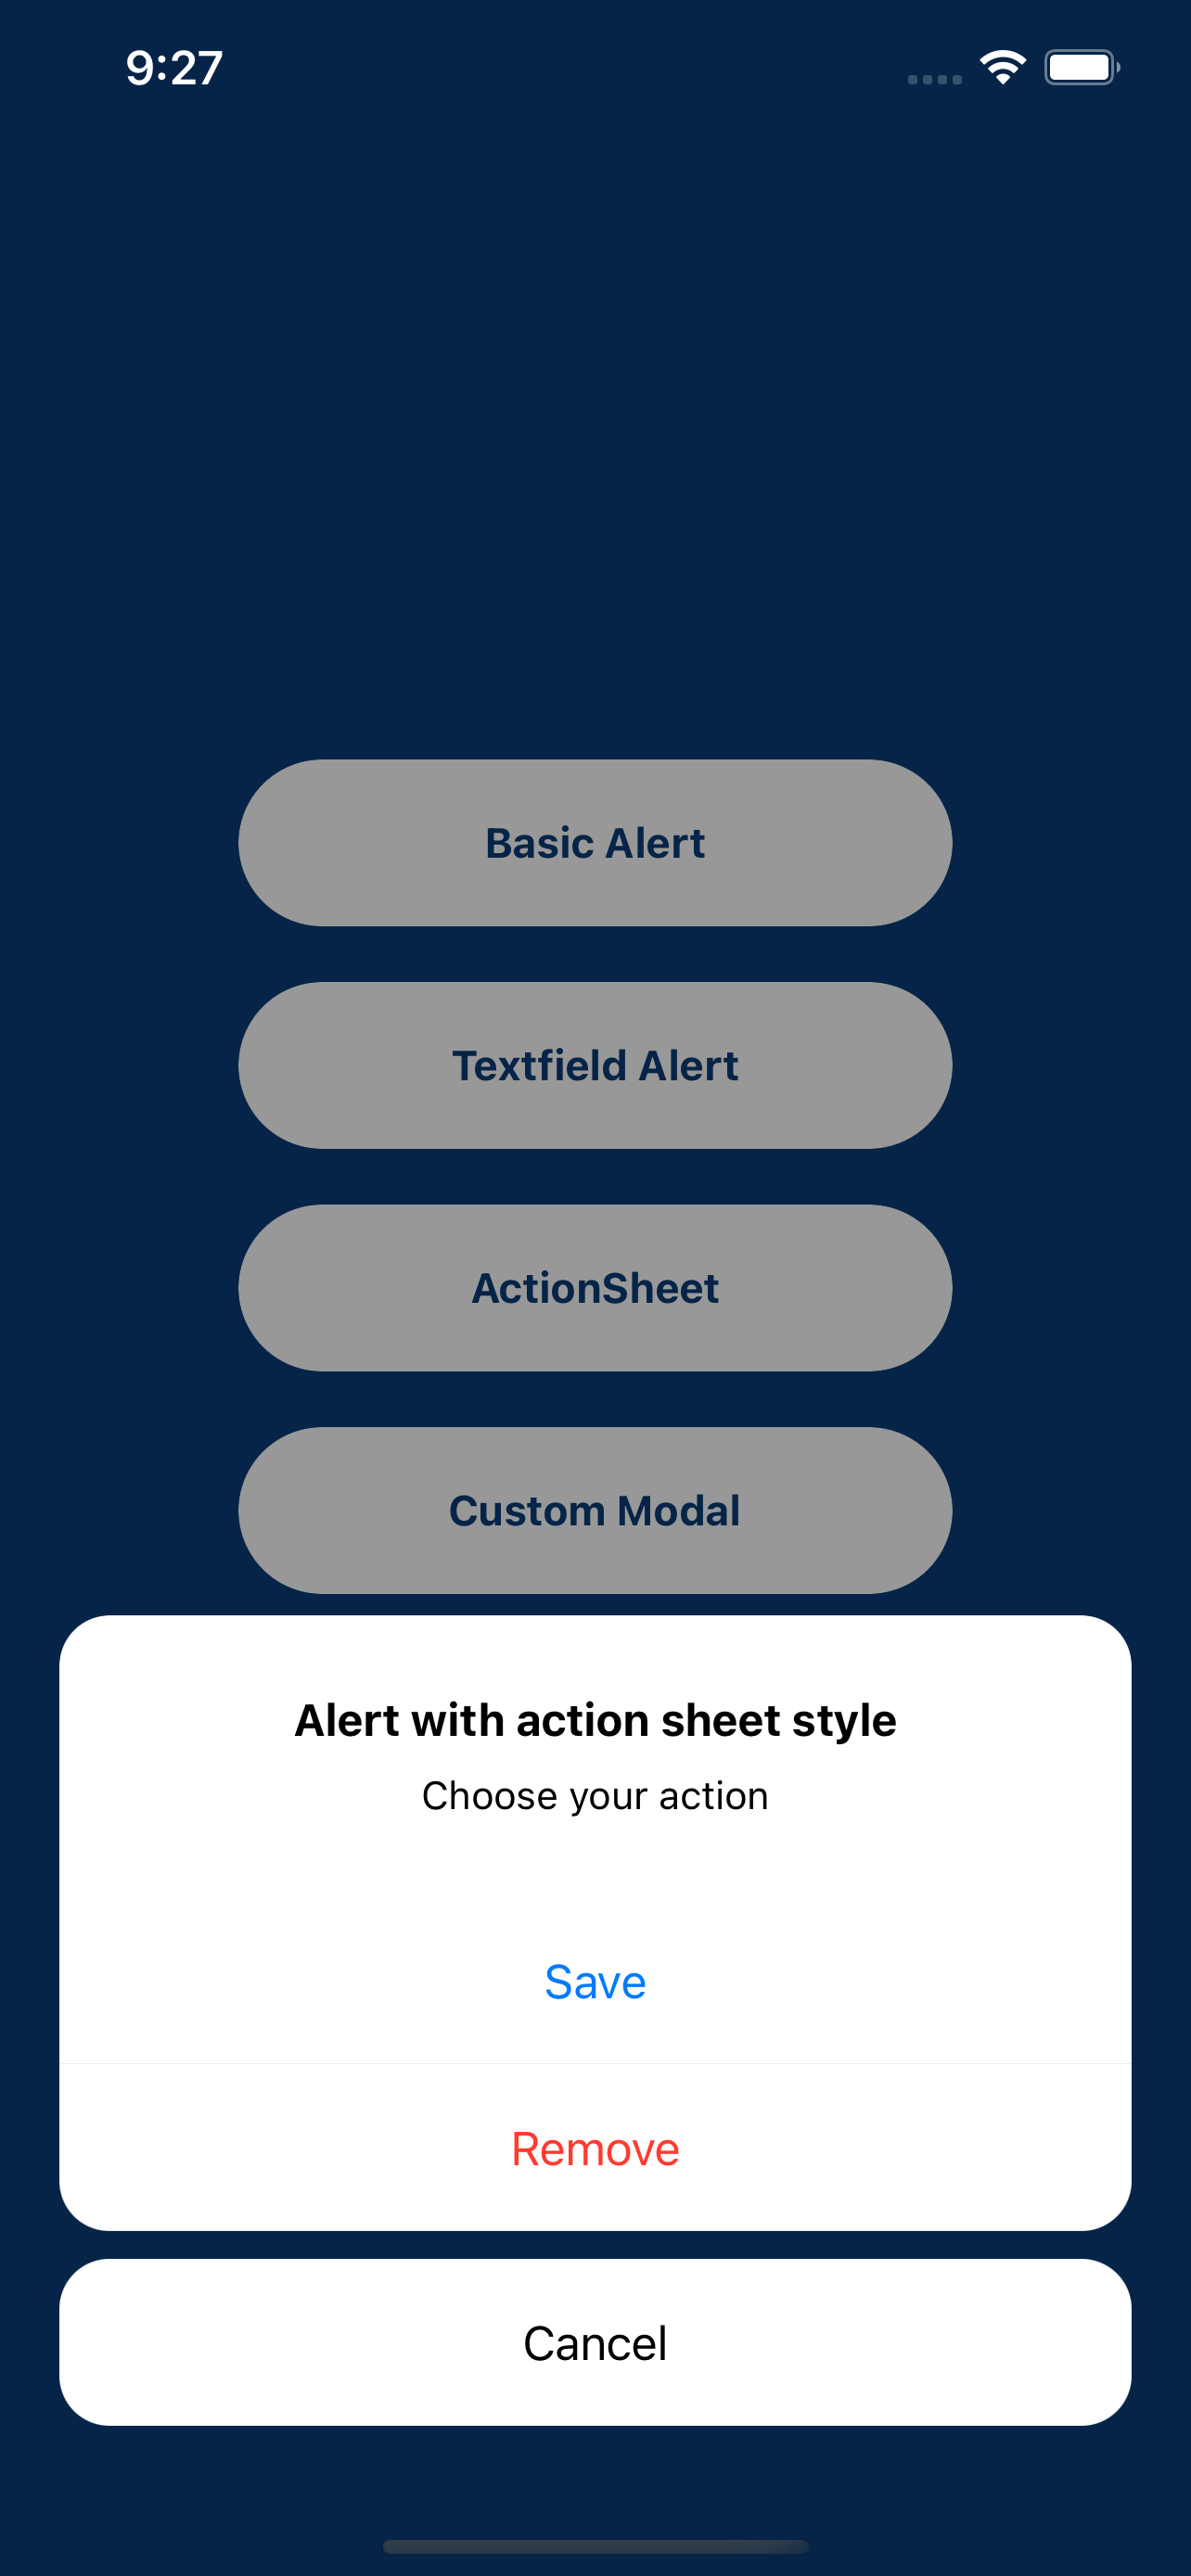 9:27
Basic Alert
Textfield Alert
ActionSheet
Custom Modal
Alert with action sheet style
Choose your action
Save
Remove
Cancel